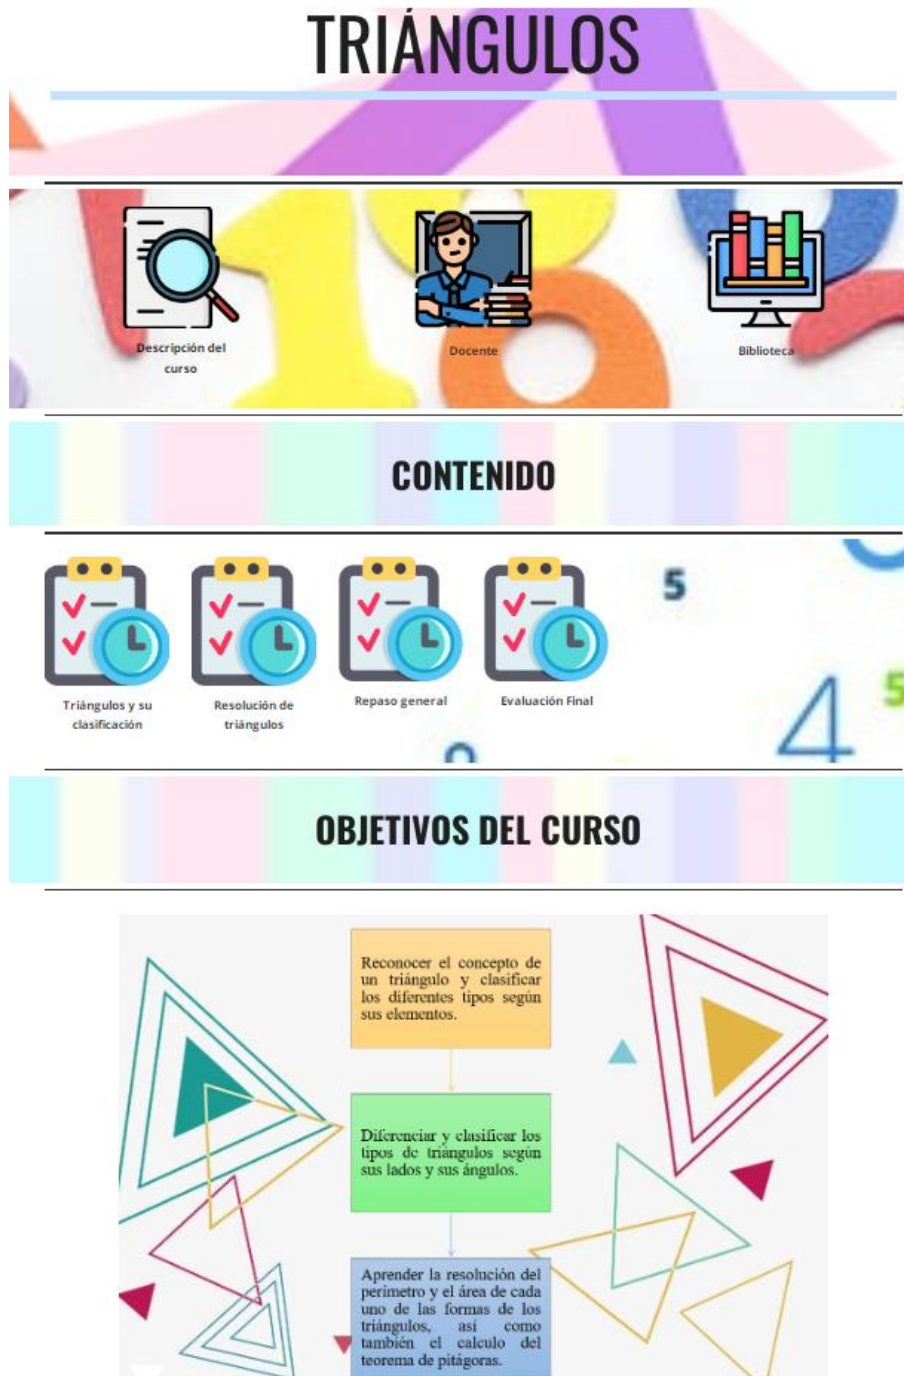 TRIÁNGULOS
Descripción del
curso
Docente
Biblioteca
CONTENIDO
5
4
5
Triángulos y su
clasificación
Resolución de
triángulos
Repaso general
Evaluación Final
OBJETIVOS DEL CURSO
Reconocer el concepto de
un triángulo y clasificar
los diferentes tipos según
sus elementos.
Diferenciar y clasificar los
tipos de triángulos según
sus lados y sus ángulos.
Aprender la resolución del
perímetro y el área de cada
uno de las formas de los
triángulos, así como
también el calculo del
teorema de pitágoras.